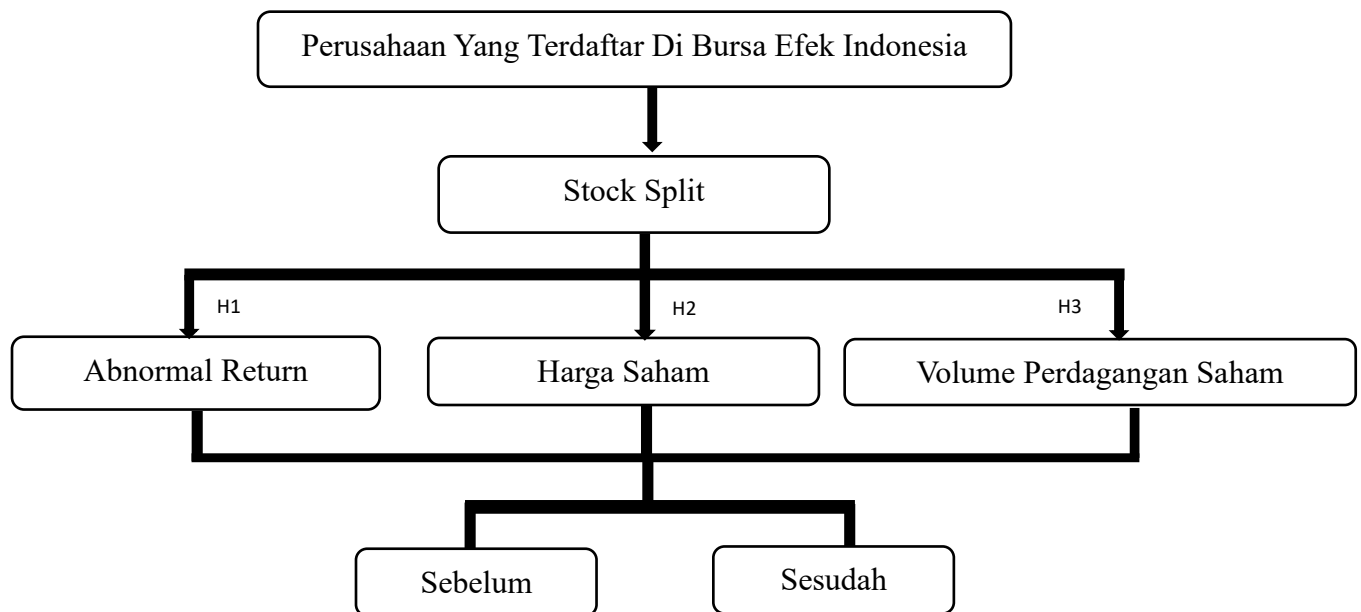 Perusahaan Yang Terdaftar Di Bursa Efek Indonesia
Stock Split
H1
H2
H3
Abnormal Return
Harga Saham
Volume Perdagangan Saham
Sebelum
Sesudah